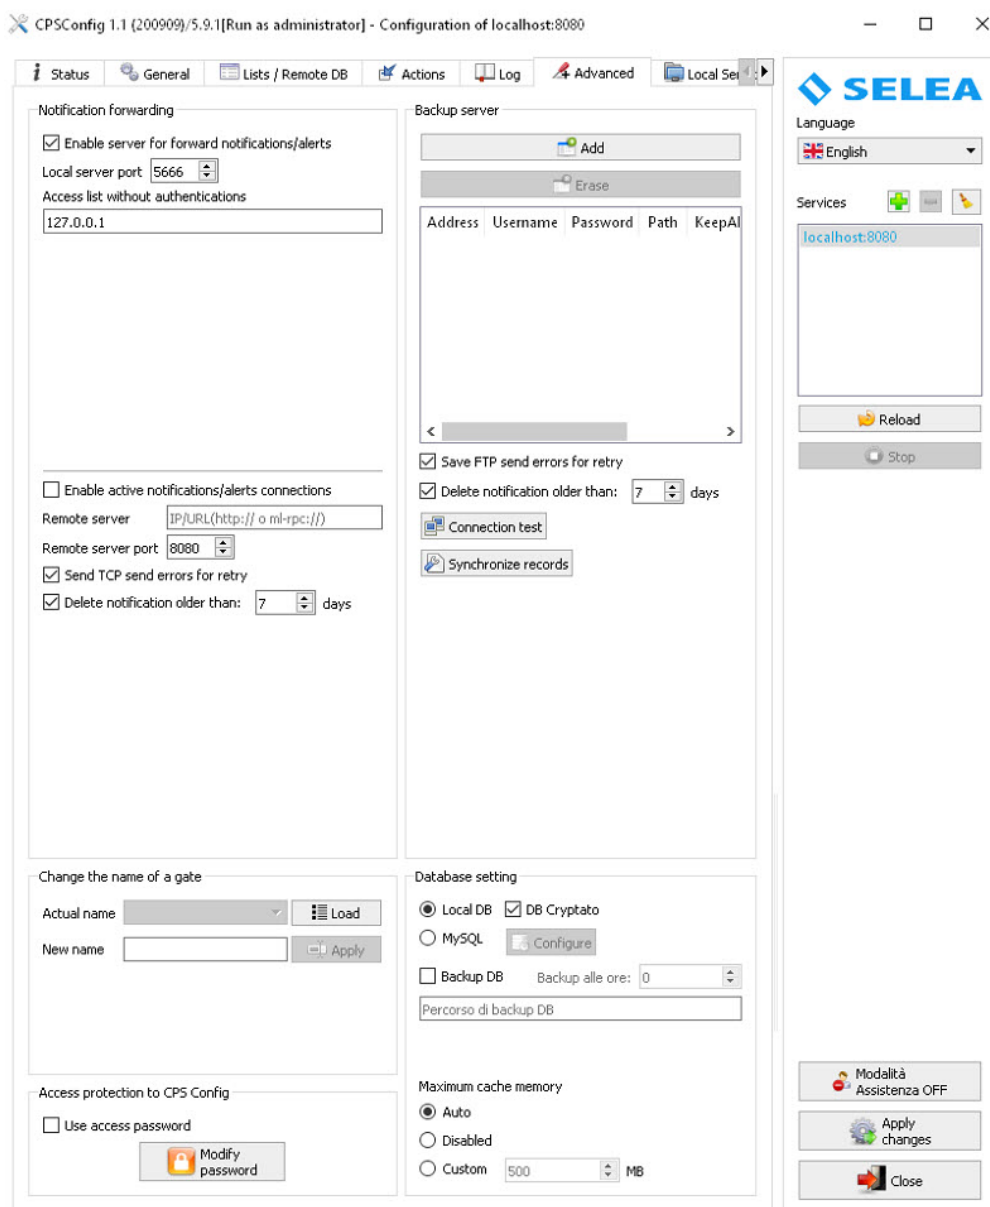 CPSConfig 1.1 (200909)/5.9.1[Run as administrator] - Configuration of localhost:8080
Status
General
Lists / Remote DB
Actions
Log
Advanced
Local Ser
Notification forwarding
Enable server for forward notifications/alerts
Local server port 5666
Access list without authentications
127.0.0.1
Enable active notifications/alerts connections
Remote server IP/URL(http:// o ml-rpc://)
Remote server port 8080
Send TCP send errors for retry
Delete notification older than: 7 days
Backup server
Add
Erase
Address Username Password Path KeepAl
Save FTP send errors for retry
Delete notification older than: 7 days
Connection test
Synchronize records
Change the name of a gate
Actual name Load
New name Apply
Database setting
Local DB DB Cryptato
MySQL Configure
Backup DB Backup alle ore: 0
Percorso di backup DB
Access protection to CPS Config
Use access password
Modify
password
Maximum cache memory
Auto
Disabled
Custom 500 MB
SELEA
Language
English
Services
localhost:8080
Reload
Stop
Modalità
Assistenza OFF
Apply
changes
Close